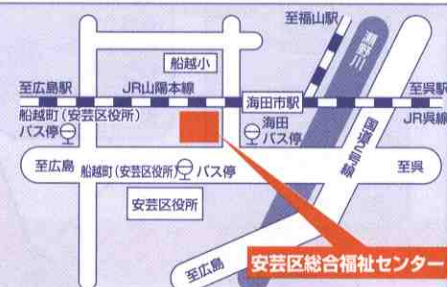 至福山駅
瀬野川
船越小
至広島駅
JR山陽本線
海田市駅
至呉駅
JR呉線
船越町(安芸区役所)
バス停
海田
バス停
国道2号線
至広島
船越町(安芸区役所)
バス停
至呉
安芸区役所
安芸区総合福祉センター
至広島